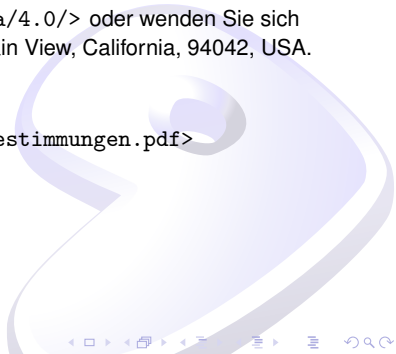 a/4.0/> oder wenden Sie sich
in View, California, 94042, USA.
estimmungen.pdf>